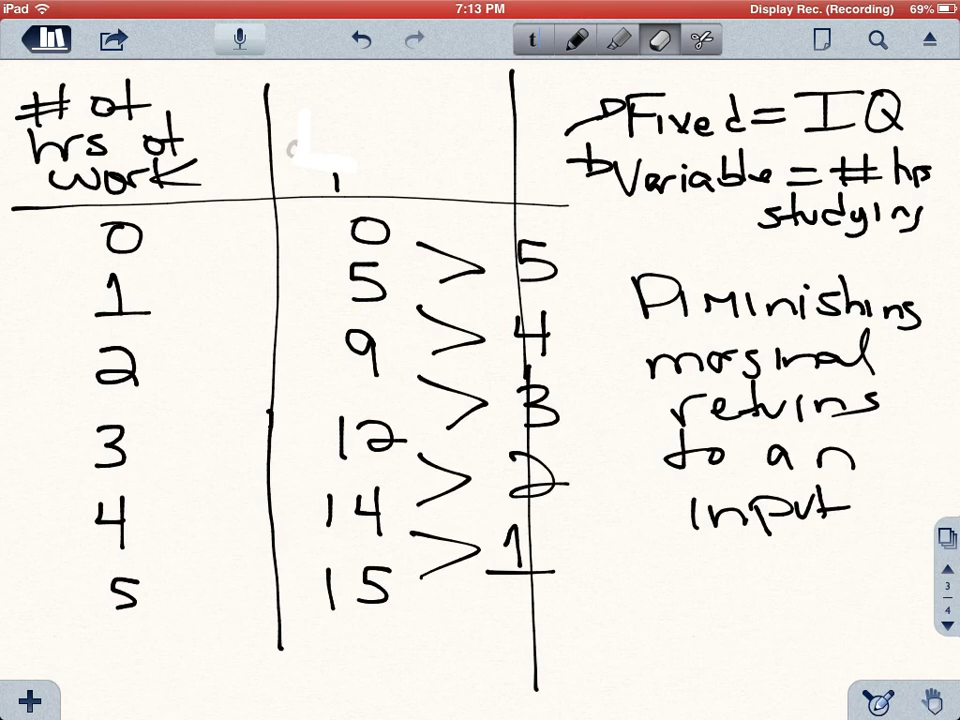 iPad 7:13 PM Display Rec. (Recording) 69%
t
# of
hrs of
work
0 0
1 5 5
2 9 4
3 12 3
4 14 2
5 15 1
Fixed = IQ
Variable = # hrs
studying
Diminishing
marginal
returns
to an
input
3
4